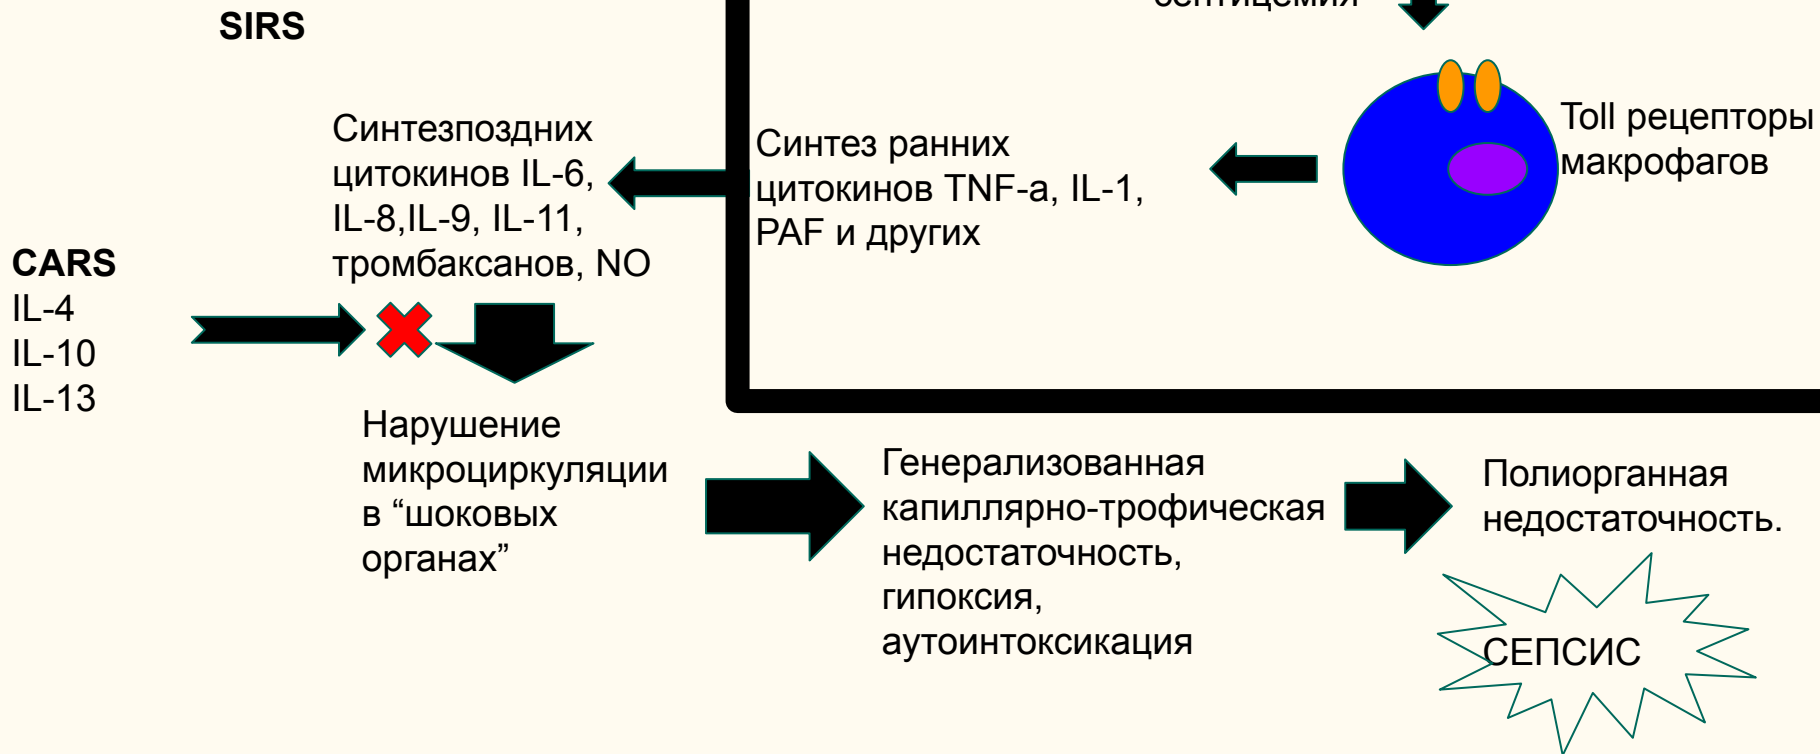 SIRS
Toll рецепторы
макрофагов
Синтез ранних
цитокинов TNF-a, IL-1,
PAF и других
Синтезпоздних
цитокинов IL-6,
IL-8,IL-9, IL-11,
тромбаксанов, NO
CARS
IL-4
IL-10
IL-13
Нарушение
микроциркуляции
в “шоковых
органах”
Генерализованная
капиллярно-трофическая
недостаточность,
гипоксия,
аутоинтоксикация
Полиорганная
недостаточность.
СЕПСИС